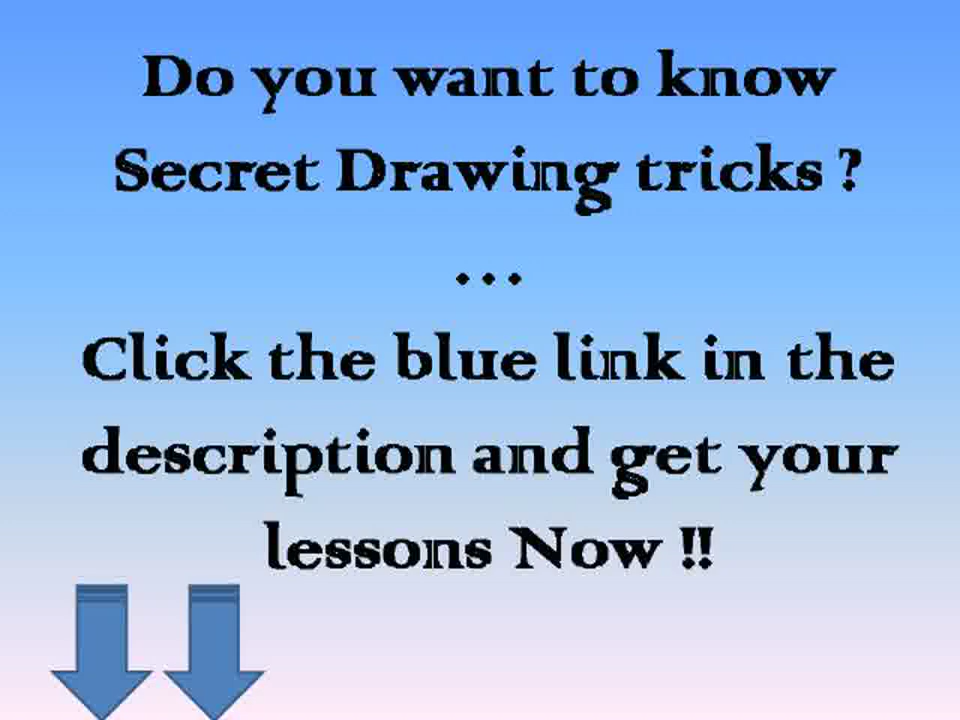 Do you want to know
Secret Drawing tricks ?
...
Click the blue link in the
description and get your
lessons Now !!